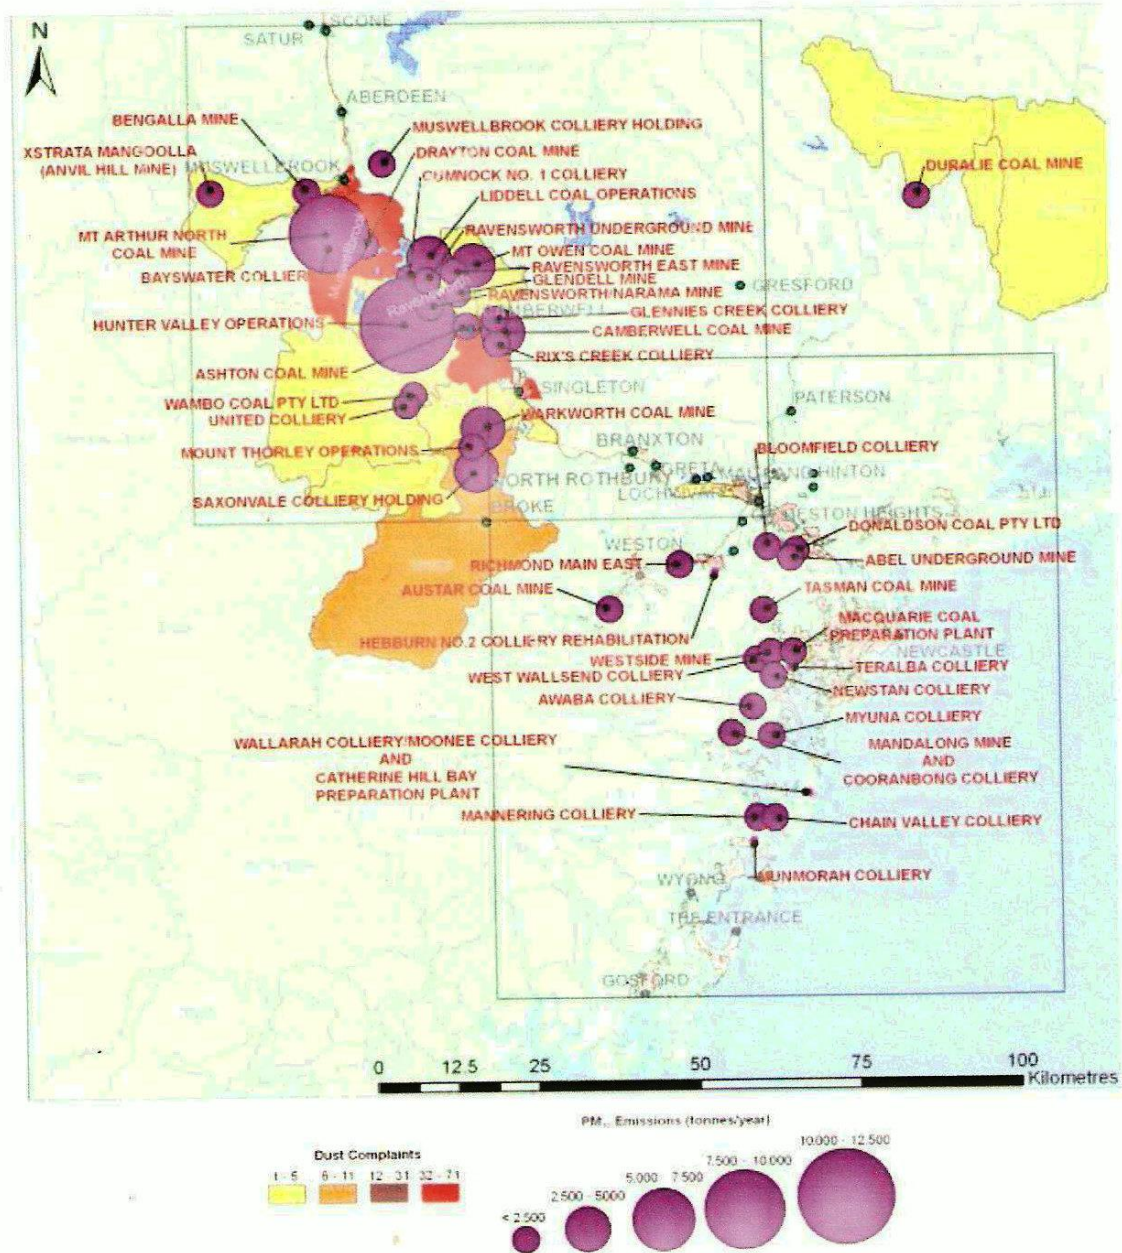 N
SCONE
SATUR
ABERDEEN
BENGALLA MINE
MUSWELLBROOK COLLIERY HOLDING
XSTRATA MANGOOLLA
(ANVIL HILL MINE)
MUSWELLBROOK
DRAYTON COAL MINE
CUMNOCK NO. 1 COLLIERY
DURALIE COAL MINE
LIDDELL COAL OPERATIONS
RAVENSWORTH UNDERGROUND MINE
MT ARTHUR NORTH
COAL MINE
MT OWEN COAL MINE
RAVENSWORTH EAST MINE
BAYSWATER COLLIER
GLENDELL MINE
GRESFORD
RAVENSWORTH/NARAMA MINE
GLENNIES CREEK COLLIERY
HUNTER VALLEY OPERATIONS
CAMBERWELL COAL MINE
RIX'S CREEK COLLIERY
ASHTON COAL MINE
SINGLETON
WAMBO COAL PTY LTD
UNITED COLLIERY
PATERSON
WARKWORTH COAL MINE
BRANXTON
BLOOMFIELD COLLIERY
MOUNT THORLEY OPERATIONS
GRETA
HINTON
NORTH ROTHBURY
SAXONVALE COLLIERY HOLDING
BROKE
DONALDSON COAL PTY LTD
WESTON
ABEL UNDERGROUND MINE
RICHMOND MAIN EAST
AUSTAR COAL MINE
TASMAN COAL MINE
MACQUARIE COAL
PREPARATION PLANT
HEBBURN NO.2 COLLIERY REHABILITATION
NEWCASTLE
WESTSIDE MINE
TERALBA COLLIERY
WEST WALLSEND COLLIERY
NEWSTAN COLLIERY
AWABA COLLIERY
MYUNA COLLIERY
WALLARAH COLLIERY/MOONEE COLLIERY
AND
CATHERINE HILL BAY
PREPARATION PLANT
MANDALONG MINE
AND
COORANBONG COLLIERY
MANNERING COLLIERY
CHAIN VALLEY COLLIERY
MUNMORAH COLLIERY
WYONG
THE ENTRANCE
GOSFORD
0 12.5 25 50 75 100
Kilometres
Emissions (tonnes/year)
Dust Complaints
1 - 5 6 - 11 12 - 31 32 - 71
< 2 500
2 500 - 5000
5.000 - 7 500
7.500 - 10.000
10.000 - 12.500